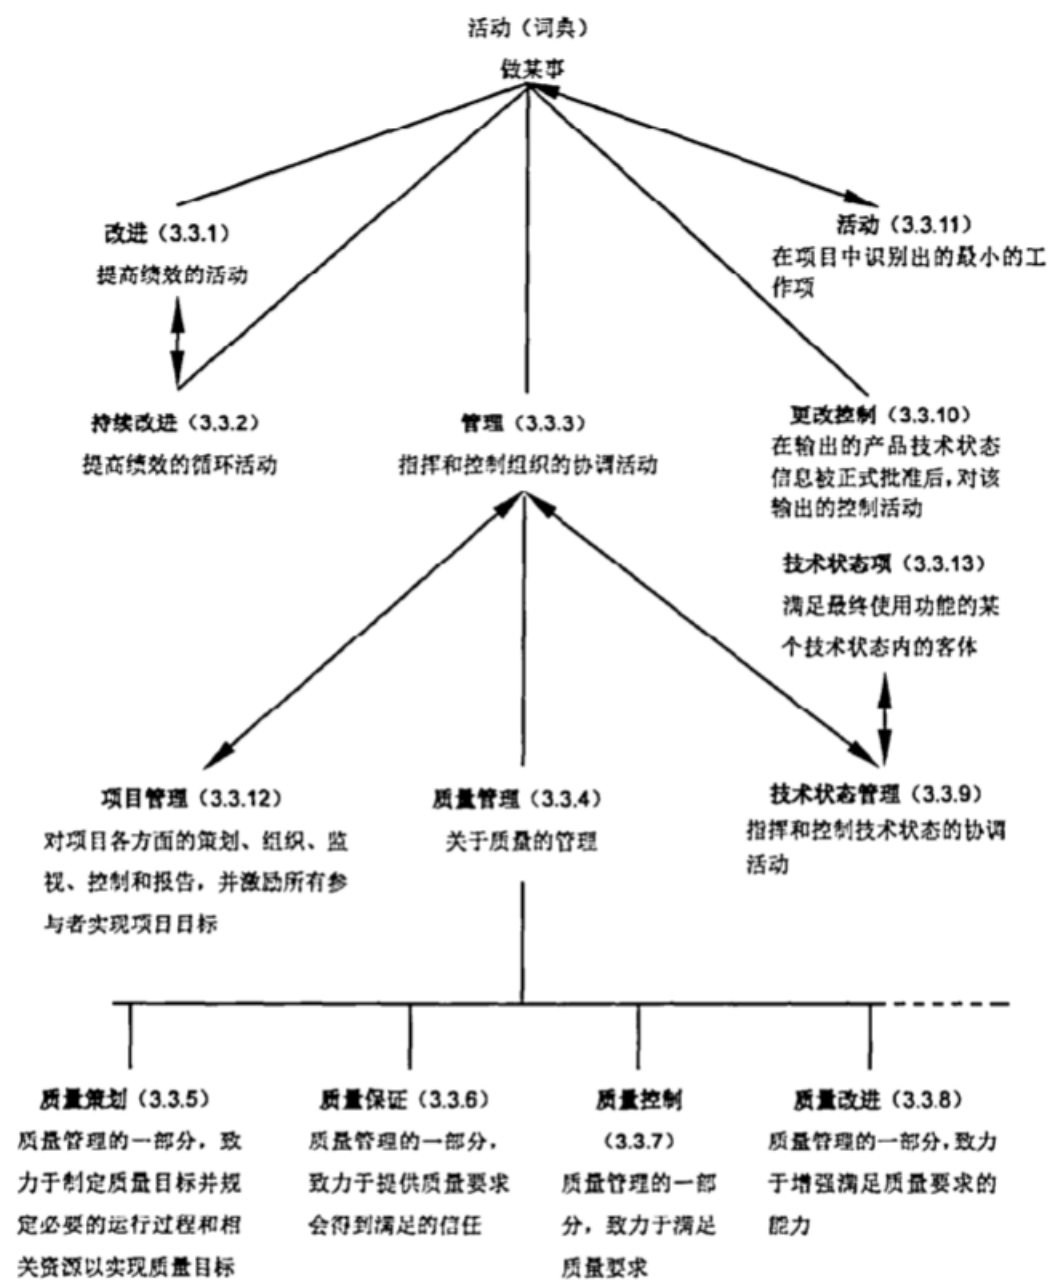 活动（词典）
做某事
改进（3.3.1）
提高绩效的活动
活动（3.3.11）
在项目中识别出的最小的工
作项
持续改进（3.3.2）
提高绩效的循环活动
管理（3.3.3）
指挥和控制组织的协调活动
更改控制（3.3.10）
在输出的产品技术状态
信息被正式批准后，对该
输出的控制活动
技术状态项（3.3.13）
满足最终使用功能的某
个技术状态内的客体
项目管理（3.3.12）
对项目各方面的策划、组织、监
视、控制和报告，并激励所有参
与者实现项目目标
质量管理（3.3.4）
关于质量的管理
技术状态管理（3.3.9）
指挥和控制技术状态的协调
活动
质量策划（3.3.5）
质量管理的一部分，致
力于制定质量目标并规
定必要的运行过程和相
关资源以实现质量目标
质量保证（3.3.6）
质量管理的一部分，
致力于提供质量要求
会得到满足的信任
质量控制
（3.3.7）
质量管理的一部
分，致力于满足
质量要求
质量改进（3.3.8）
质量管理的一部分，致力
于增强满足质量要求的
能力